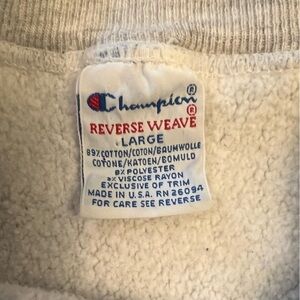 Champion®
REVERSE WEAVE®
LARGE
89% COTTON/COTON/BAUMWOLLE
COTONE/KATOEN/BOMULD
8% POLYESTER
3% VISCOSE RAYON
EXCLUSIVE OF TRIM
MADE IN U.S.A. RN 26094
FOR CARE SEE REVERSE